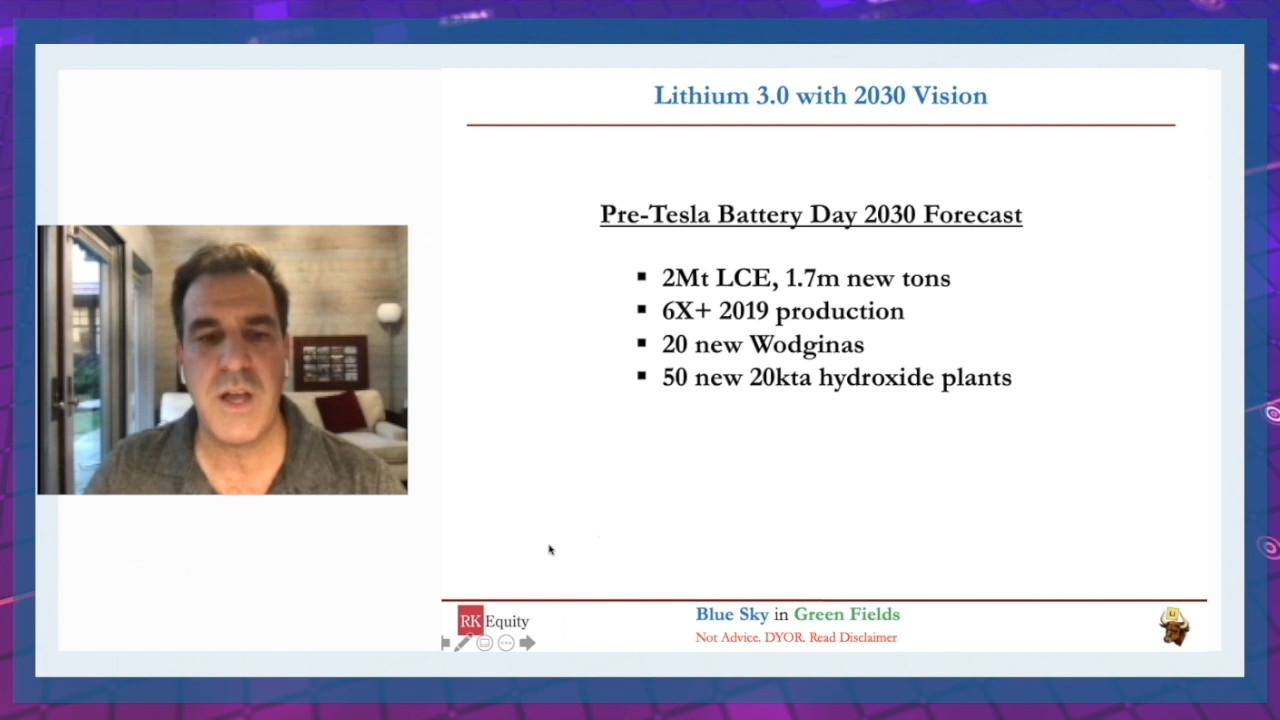 Lithium 3.0 with 2030 Vision
Pre-Tesla Battery Day 2030 Forecast
▪ 2Mt LCE, 1.7m new tons
▪ 6X+ 2019 production
▪ 20 new Wodginas
▪ 50 new 20kta hydroxide plants
RK Equity
Blue Sky in Green Fields
Not Advice. DYOR. Read Disclaimer